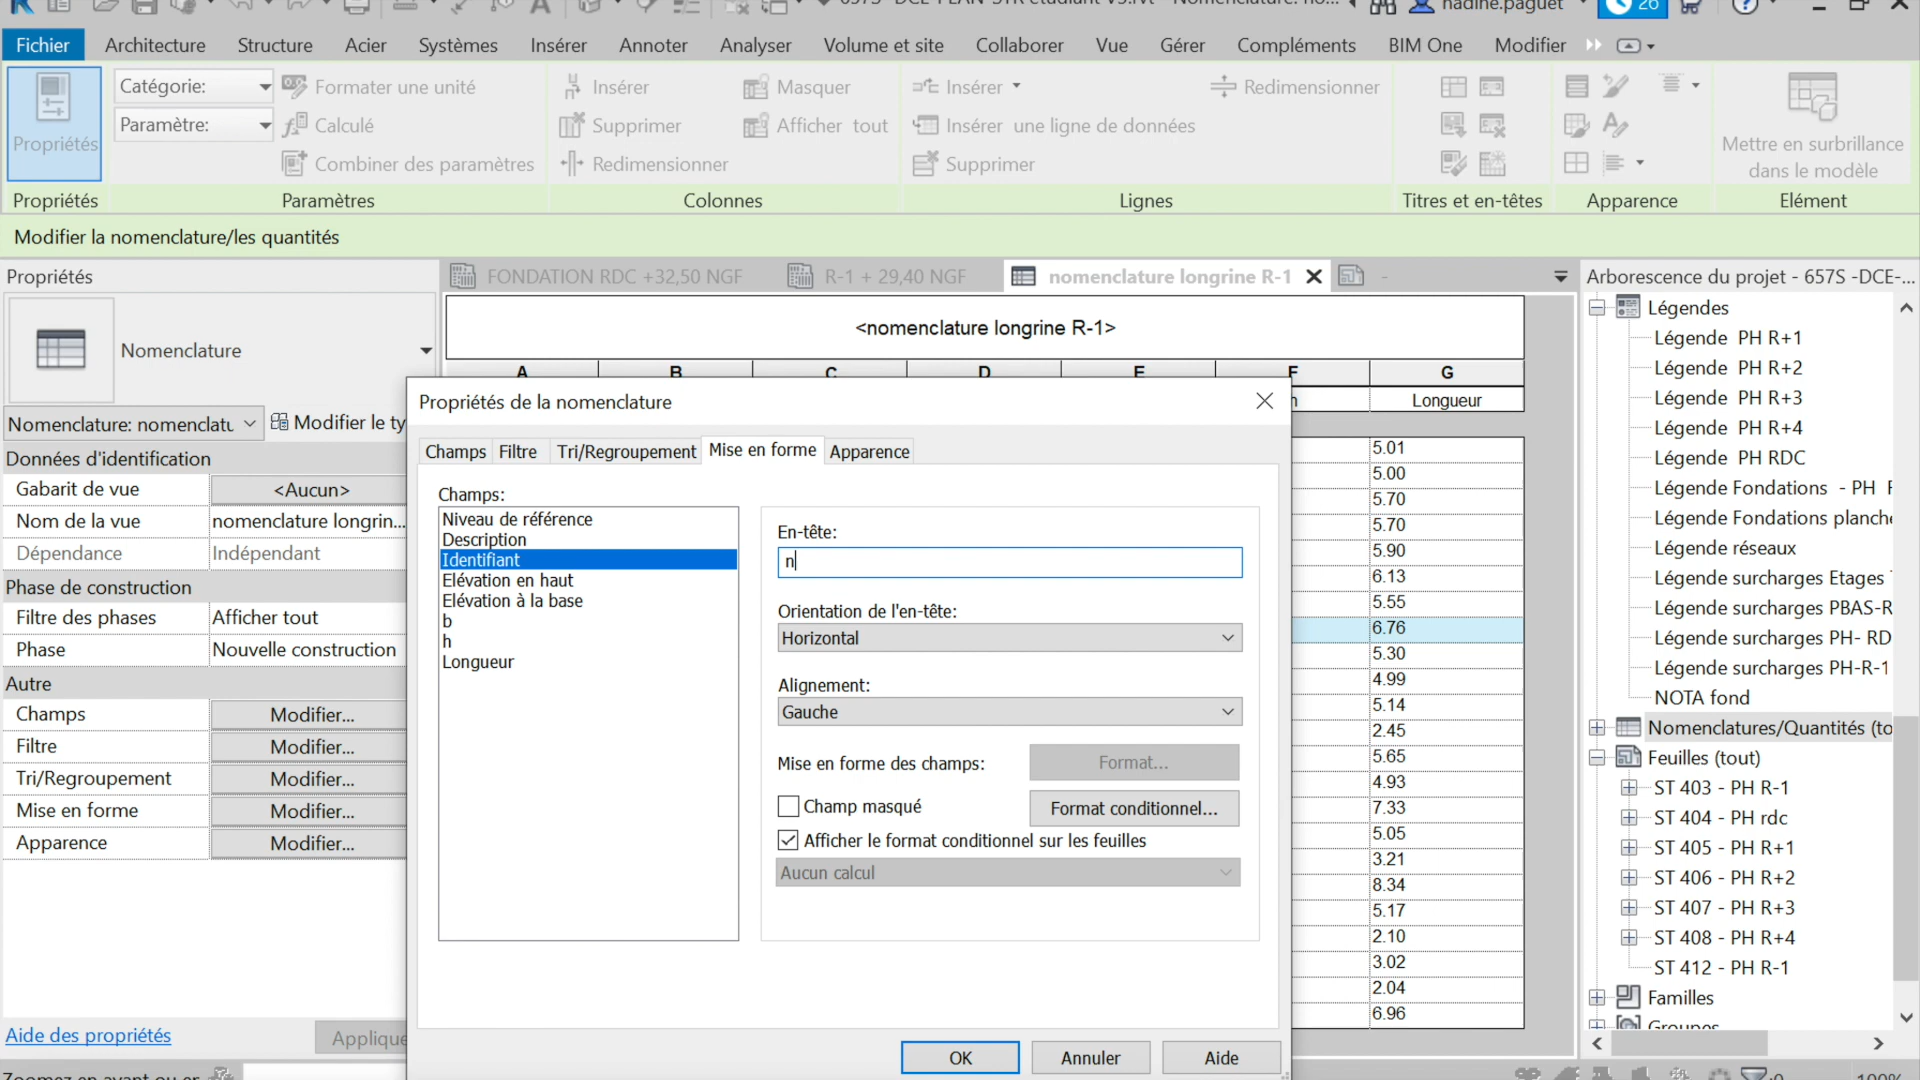 nadine.paguet
26
Fichier Architecture Structure Acier Systèmes Insérer Annoter Analyser Volume et site Collaborer Vue Gérer Compléments BIM One Modifier
Catégorie: Formater une unité Insérer Masquer Insérer Redimensionner
Propriétés Paramètre: Calculé Supprimer Afficher tout Insérer une ligne de données Mettre en surbrillance
Combiner des paramètres Redimensionner Supprimer dans le modèle
Propriétés Paramètres Colonnes Lignes Titres et en-têtes Apparence Elément
Modifier la nomenclature/les quantités
Propriétés
Nomenclature
Nomenclature: nomenclatu Modifier le ty
Données d'identification
Gabarit de vue <Aucun>
Nom de la vue nomenclature longrin...
Dépendance Indépendant
Phase de construction
Filtre des phases Afficher tout
Phase Nouvelle construction
Autre
Champs Modifier...
Filtre Modifier...
Tri/Regroupement Modifier...
Mise en forme Modifier...
Apparence Modifier...
Aide des propriétés Applique
FONDATION RDC +32,50 NGF R-1 + 29,40 NGF nomenclature longrine R-1 -
<nomenclature longrine R-1>
A B C D E F G
h Longueur
5.01
5.00
5.70
5.70
5.90
6.13
5.55
6.76
5.30
4.99
5.14
2.45
5.65
4.93
7.33
5.05
3.21
8.34
5.17
2.10
3.02
2.04
6.96
Propriétés de la nomenclature
Champs Filtre Tri/Regroupement Mise en forme Apparence
Champs:
Niveau de référence
Description
Identifiant
Elévation en haut
Elévation à la base
b
h
Longueur
En-tête:
n
Orientation de l'en-tête:
Horizontal
Alignement:
Gauche
Mise en forme des champs: Format...
Champ masqué Format conditionnel...
Afficher le format conditionnel sur les feuilles
Aucun calcul
OK Annuler Aide
Arborescence du projet - 657S -DCE-...
Légendes
Légende PH R+1
Légende PH R+2
Légende PH R+3
Légende PH R+4
Légende PH RDC
Légende Fondations - PH
Légende Fondations planche
Légende réseaux
Légende surcharges Etages
Légende surcharges PBAS-R
Légende surcharges PH- RD
Légende surcharges PH-R-1
NOTA fond
Nomenclatures/Quantités (to
Feuilles (tout)
ST 403 - PH R-1
ST 404 - PH rdc
ST 405 - PH R+1
ST 406 - PH R+2
ST 407 - PH R+3
ST 408 - PH R+4
ST 412 - PH R-1
Familles
Groupes